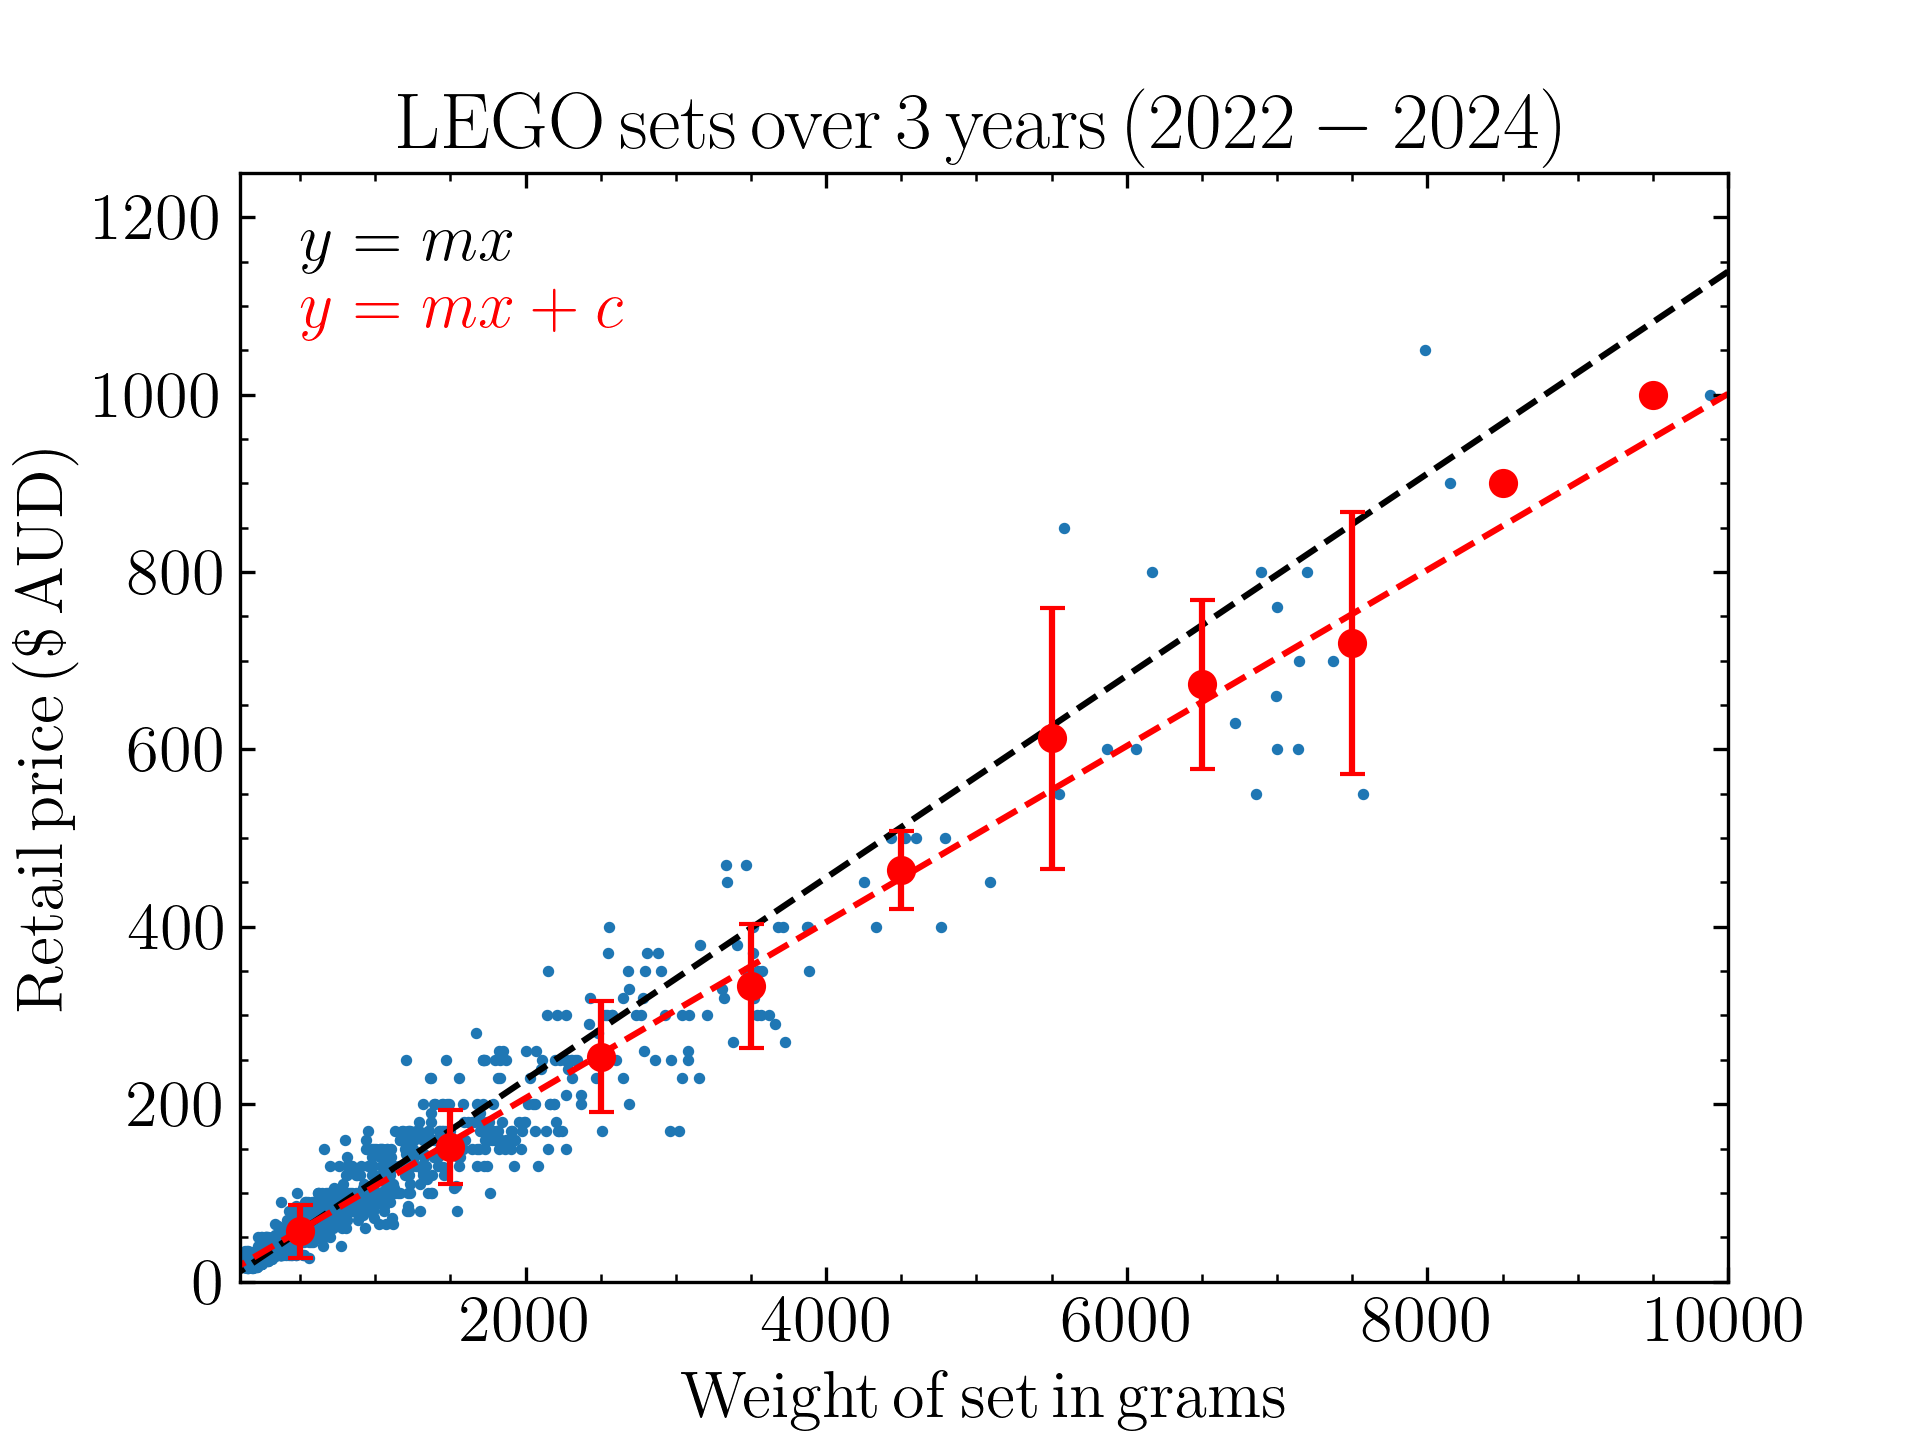 LEGO sets over 3 years (2022 − 2024)
y = mx
y = mx + c
Retail price ($ AUD)
1200
1000
800
600
400
200
0
2000 4000 6000 8000 10000
Weight of set in grams